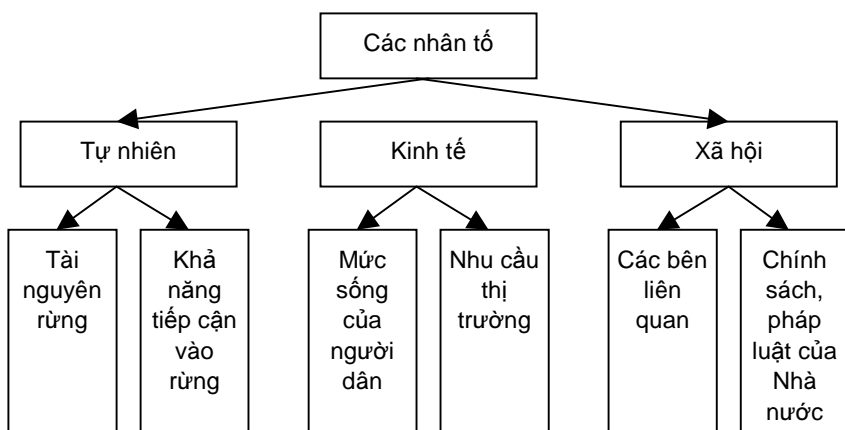 Các nhân tố
Tự nhiên
Kinh tế
Xã hội
Tài
nguyên
rừng
Khả
năng
tiếp cận
vào
rừng
Mức
sống
của
người
dân
Nhu cầu
thị
trường
Các bên
liên
quan
Chính
sách,
pháp
luật của
Nhà
nước